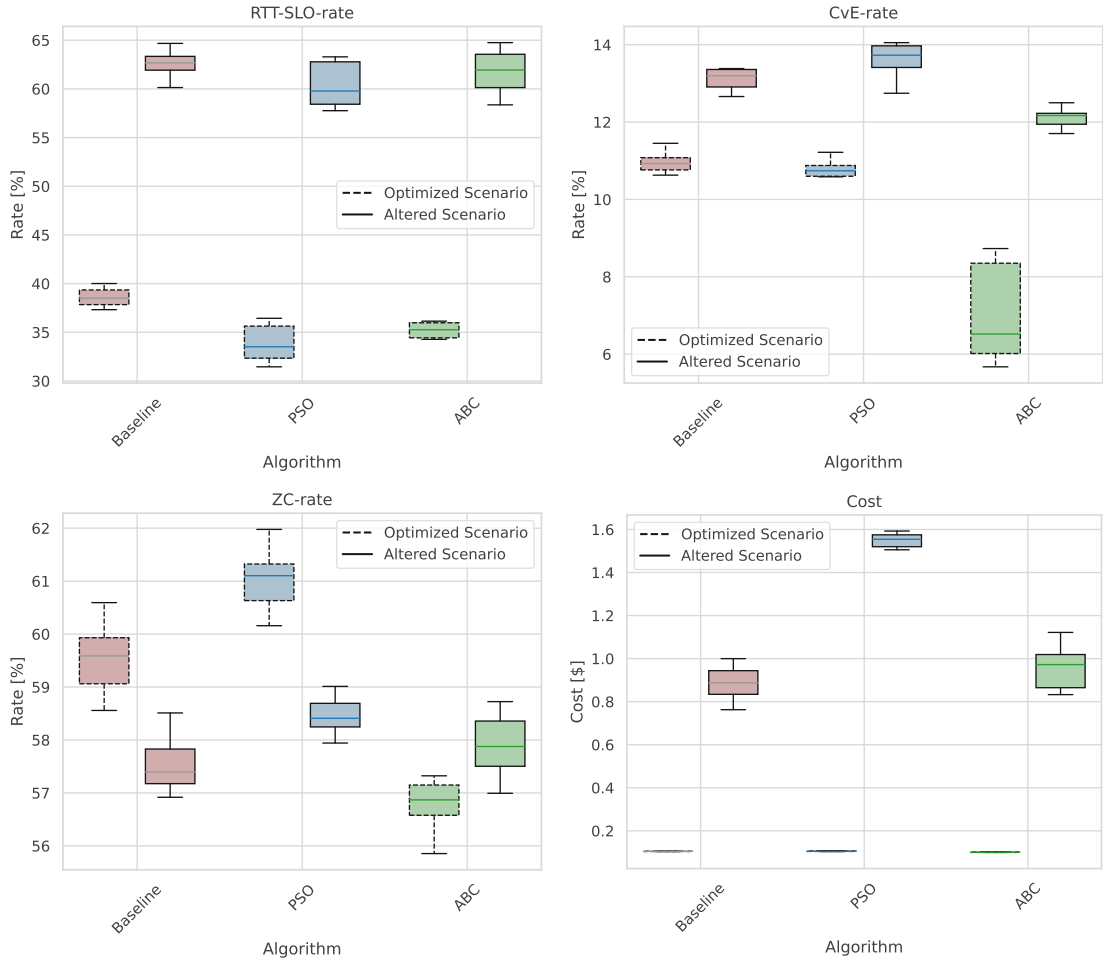 RTT-SLO-rate
Rate [%]
65
60
55
50
45
40
35
30
Optimized Scenario
Altered Scenario
Baseline
PSO
ABC
Algorithm
CvE-rate
Rate [%]
14
12
10
8
6
Optimized Scenario
Altered Scenario
Baseline
PSO
ABC
Algorithm
ZC-rate
Rate [%]
62
61
60
59
58
57
56
Optimized Scenario
Altered Scenario
Baseline
PSO
ABC
Algorithm
Cost
Cost [$]
1.6
1.4
1.2
1.0
0.8
0.6
0.4
0.2
Optimized Scenario
Altered Scenario
Baseline
PSO
ABC
Algorithm